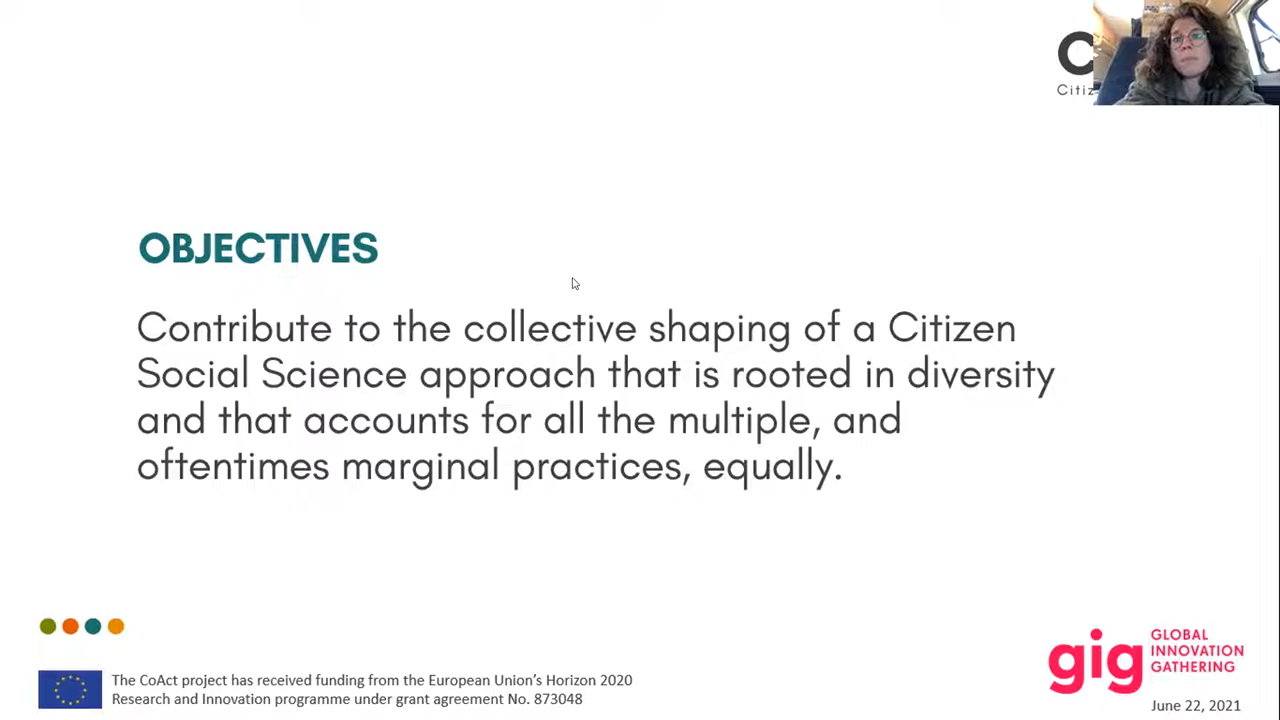 C
Citiz
OBJECTIVES
Contribute to the collective shaping of a Citizen
Social Science approach that is rooted in diversity
and that accounts for all the multiple, and
oftentimes marginal practices, equally.
gig
GLOBAL
INNOVATION
GATHERING
The CoAct project has received funding from the European Union's Horizon 2020
Research and Innovation programme under grant agreement No. 873048
June 22, 2021